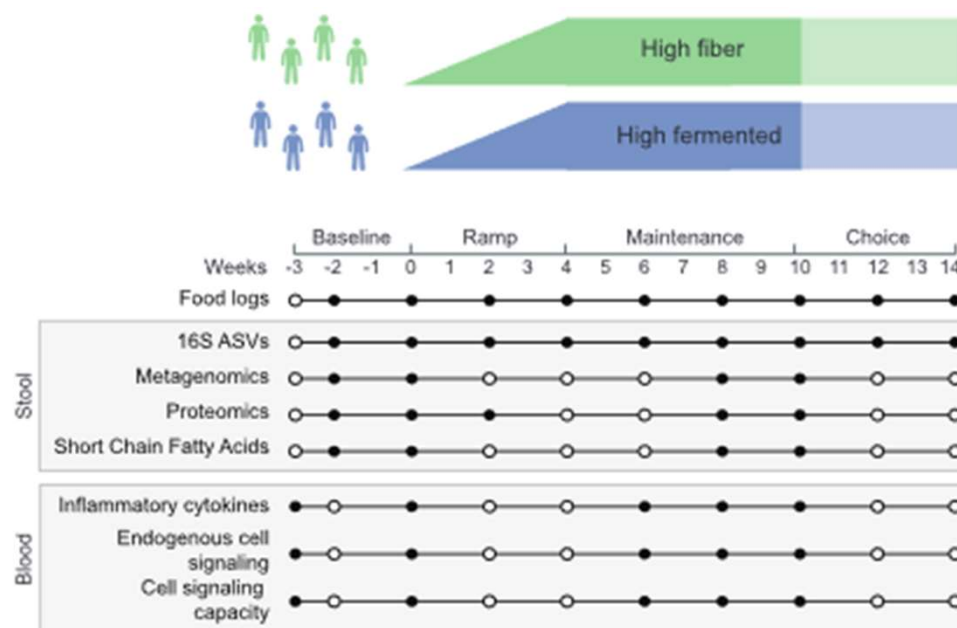 High fiber
High fermented
Baseline Ramp Maintenance Choice
Weeks -3 -2 -1 0 1 2 3 4 5 6 7 8 9 10 11 12 13 14
Food logs
Stool
16S ASVs
Metagenomics
Proteomics
Short Chain Fatty Acids
Blood
Inflammatory cytokines
Endogenous cell
signaling
Cell signaling
capacity